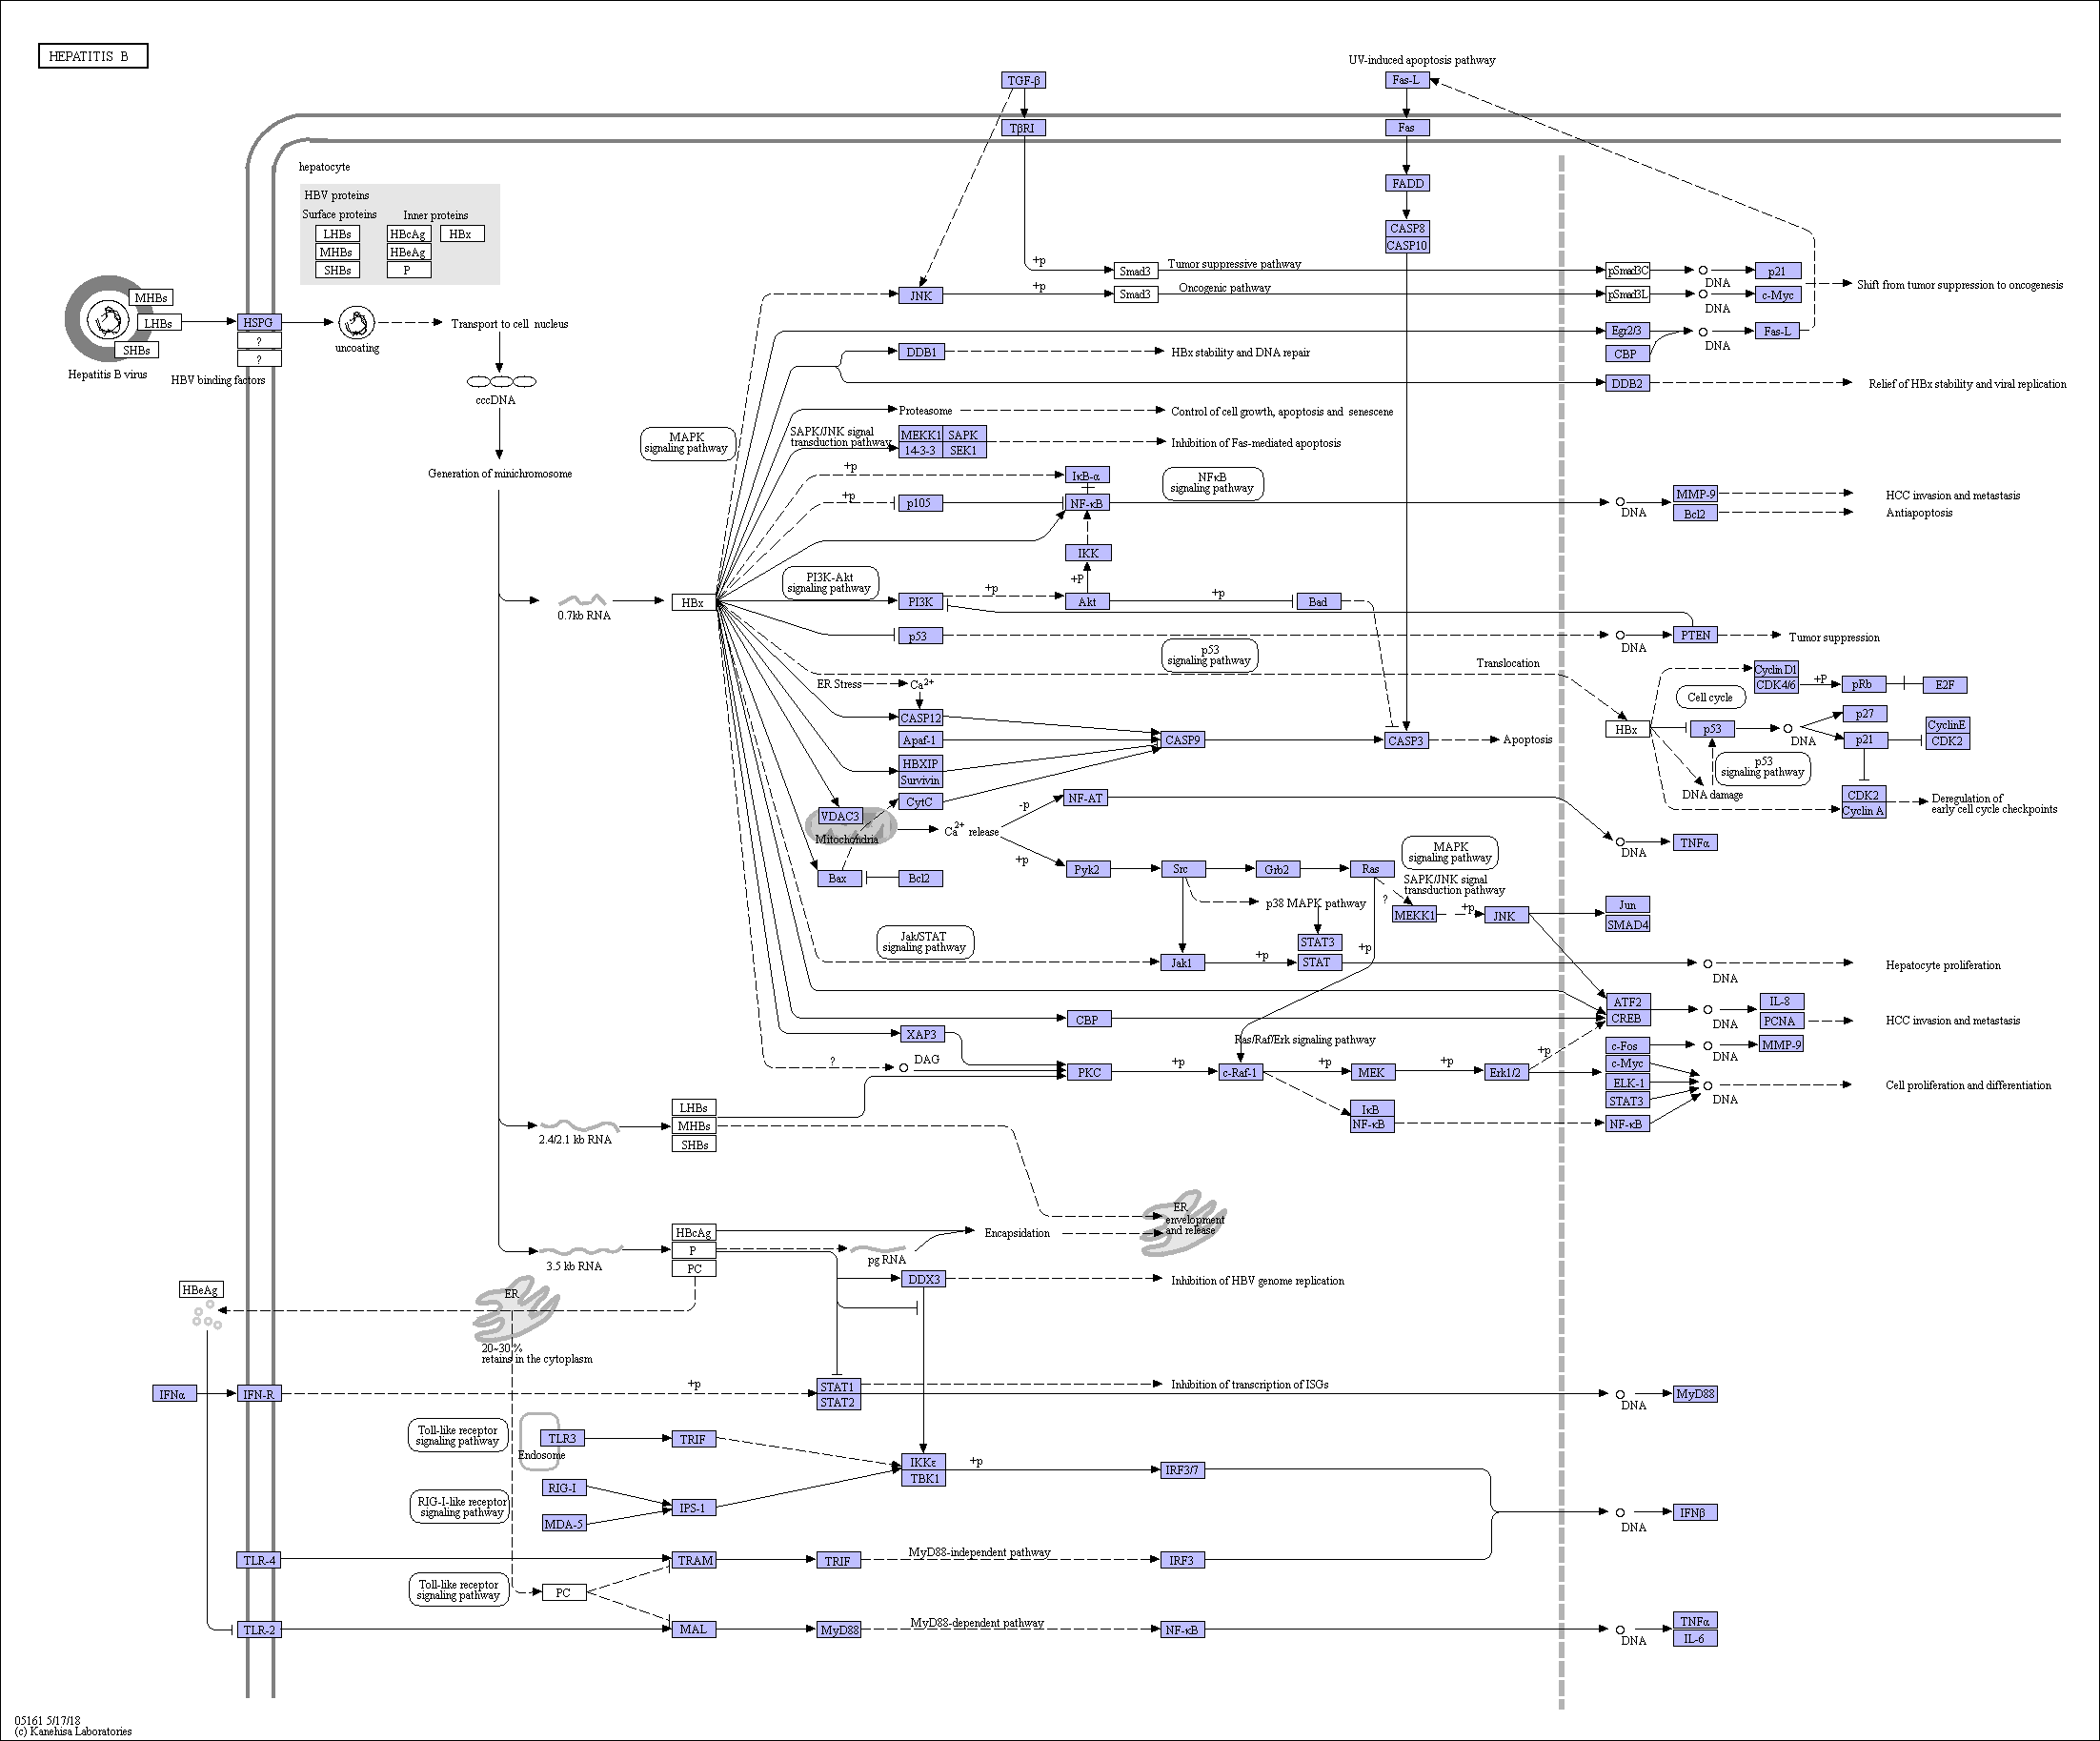 HEPATITIS B
UV-induced apoptosis pathway
TGF-β
Fas-L
TβRI
Fas
hepatocyte
FADD
HBV proteins
Surface proteins
Inner proteins
LHBs
HBcAg
HBx
MHBs
HBeAg
SHBs
P
CASP8
CASP10
+p
Smad3
Tumor suppressive pathway
pSmad3C
DNA
p21
JNK
+p
Smad3
Oncogenic pathway
pSmad3L
DNA
c-Myc
Shift from tumor suppression to oncogenesis
MHBs
LHBs
SHBs
Hepatitis B virus
HSPG
?
?
HBV binding factors
uncoating
Transport to cell nucleus
cccDNA
Generation of minichromosome
Egr2/3
CBP
DNA
Fas-L
DDB1
HBx stability and DNA repair
DDB2
Relief of HBx stability and viral replication
Proteasome
Control of cell growth, apoptosis and senescene
MAPK
signaling pathway
SAPK/JNK signal
transduction pathway
MEKK1
SAPK
14-3-3
SEK1
Inhibition of Fas-mediated apoptosis
+p
IκB-α
NFκB
signaling pathway
+p
p105
NF-κB
DNA
MMP-9
Bcl2
HCC invasion and metastasis
Antiapoptosis
IKK
+P
PI3K-Akt
signaling pathway
0.7kb RNA
HBx
PI3K
+p
Akt
+p
Bad
p53
DNA
PTEN
Tumor suppression
p53
signaling pathway
Translocation
ER Stress
Ca2+
CASP12
Apaf-1
HBXIP
Survivin
CytC
CASP9
CASP3
Apoptosis
HBx
Cyclin D1
CDK4/6
+p
pRb
E2F
Cell cycle
p53
DNA
p27
p21
CyclinE
CDK2
p53
signaling pathway
DNA damage
CDK2
Cyclin A
Deregulation of
early cell cycle checkpoints
VDAC3
Mitochondria
Ca2+ release
-p
NF-AT
DNA
TNFα
Bax
Bcl2
+p
Pyk2
Src
Grb2
Ras
MAPK
signaling pathway
SAPK/JNK signal
transduction pathway
?
MEKK1
+p
JNK
Jun
SMAD4
p38 MAPK pathway
STAT3
Jak/STAT
signaling pathway
Jak1
+p
STAT
+p
DNA
Hepatocyte proliferation
CBP
ATF2
CREB
DNA
IL-8
PCNA
HCC invasion and metastasis
XAP3
?
DAG
PKC
+p
Ras/Raf/Erk signaling pathway
c-Raf-1
+p
MEK
+p
Erk1/2
+p
c-Fos
DNA
MMP-9
c-Myc
ELK-1
STAT3
NF-κB
DNA
Cell proliferation and differentiation
IκB
NF-κB
2.4/2.1 kb RNA
LHBs
MHBs
SHBs
ER
envelopment
and release
3.5 kb RNA
HBcAg
P
PC
pg RNA
Encapsidation
DDX3
Inhibition of HBV genome replication
HBeAg
ER
20~30%
retains in the cytoplasm
IFNα
IFN-R
+p
STAT1
STAT2
Inhibition of transcription of ISGs
DNA
MyD88
Toll-like receptor
signaling pathway
TLR3
Endosome
TRIF
IKKε
TBK1
+p
IRF3/7
RIG-I-like receptor
signaling pathway
RIG-I
MDA-5
IPS-1
DNA
IFNβ
TLR-4
TRAM
TRIF
MyD88-independent pathway
IRF3
Toll-like receptor
signaling pathway
PC
TLR-2
MAL
MyD88
MyD88-dependent pathway
NF-κB
DNA
TNFα
IL-6
05161 5/17/18
(c) Kanehisa Laboratories